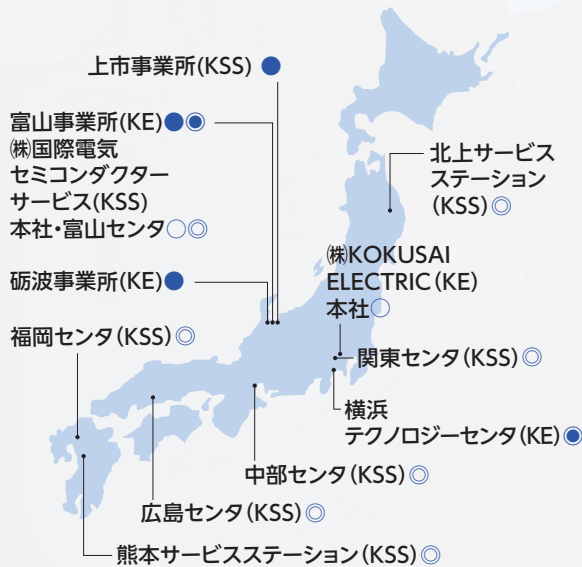 上市事業所(KSS)●
富山事業所(KE)●◉
㈱国際電気
セミコンダクター
サービス(KSS)
本社・富山センタ○◎
砺波事業所(KE)●
福岡センタ(KSS)◎
北上サービス
ステーション
(KSS)◎
㈱KOKUSAI
ELECTRIC(KE)
本社○
関東センタ(KSS)◎
横浜
テクノロジーセンタ(KE)◉
中部センタ(KSS)◎
広島センタ(KSS)◎
熊本サービスステーション(KSS)◎